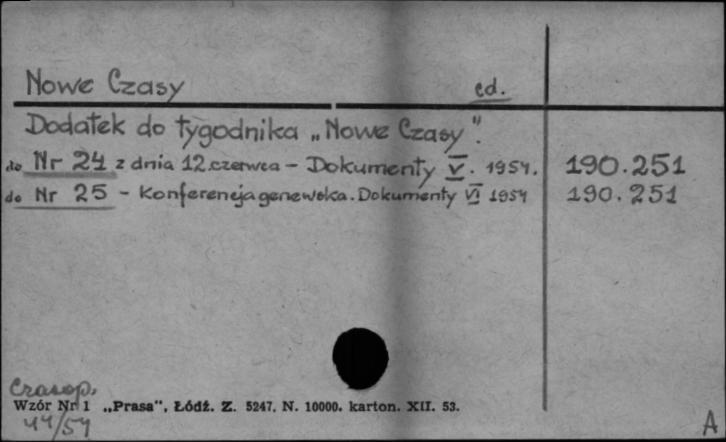 Nowe Czasy cd.
Dodatek do tygodnika „Nowe Czasy".
do Nr 24 z dnia 12 czerwca - Dokumenty V. 1954. 190.251
do Nr 25 - Konferencja genewska. Dokumenty VI 1954 190.251
Czasop.
Wzór Nr 1 „Prasa", Łódź. Z. 5247. N. 10000. karton. XII. 53.
44/54
A